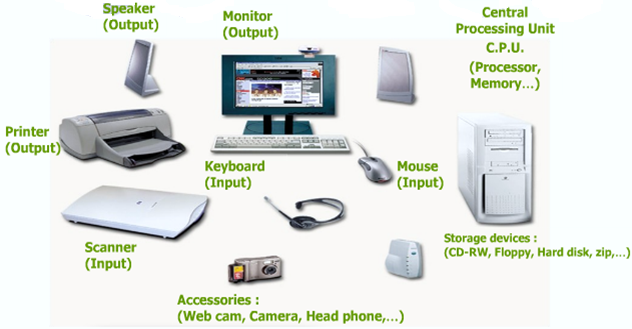 Speaker
(Output)
Monitor
(Output)
Central
Processing Unit
C.P.U.
(Processor,
Memory...)
Printer
(Output)
Keyboard
(Input)
Mouse
(Input)
Scanner
(Input)
Storage devices :
(CD-RW, Floppy, Hard disk, zip,...)
Accessories :
(Web cam, Camera, Head phone,...)